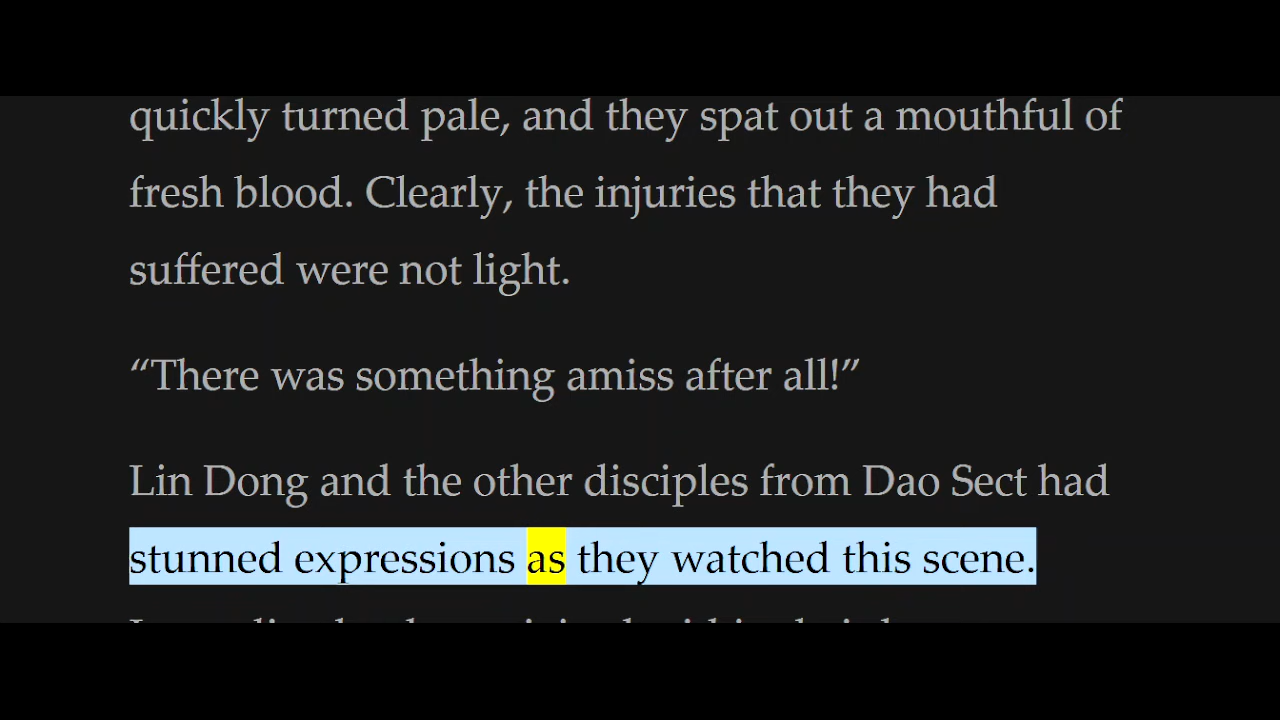 quickly turned pale, and they spat out a mouthful of
fresh blood. Clearly, the injuries that they had
suffered were not light.
“There was something amiss after all!”
Lin Dong and the other disciples from Dao Sect had
stunned expressions as they watched this scene.